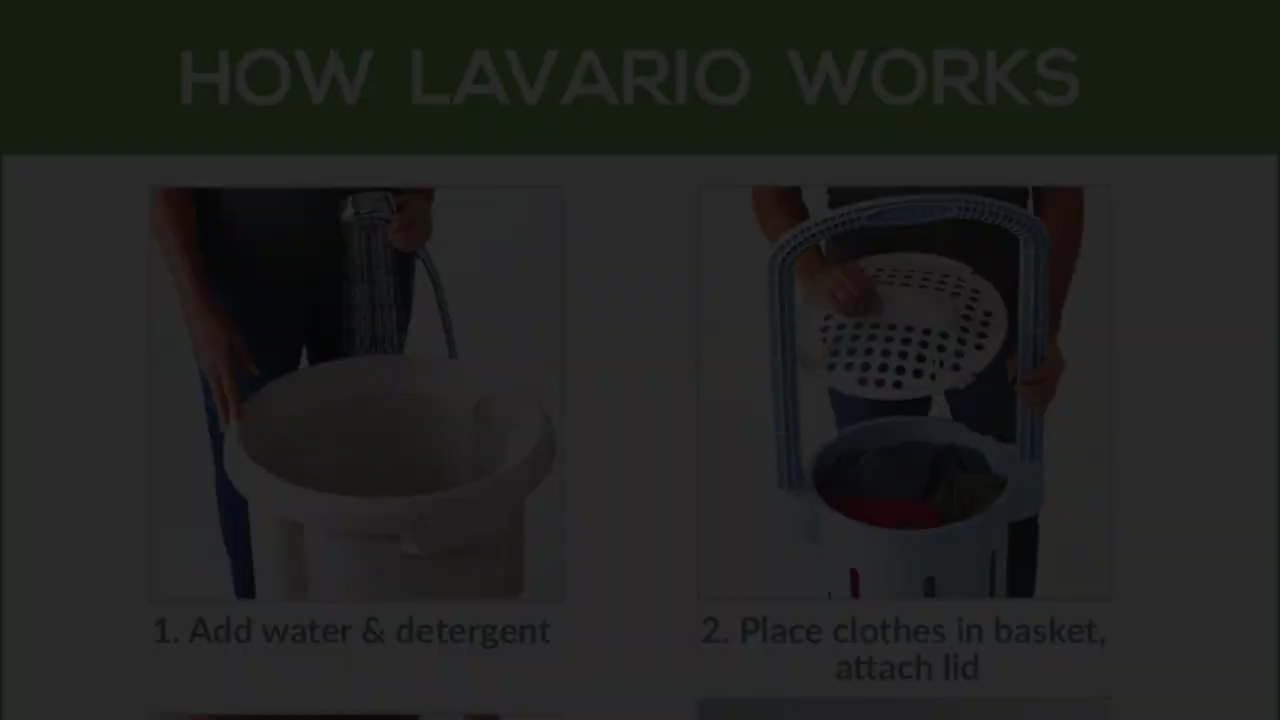 HOW LAVARIO WORKS
1. Add water & detergent
2. Place clothes in basket,
attach lid